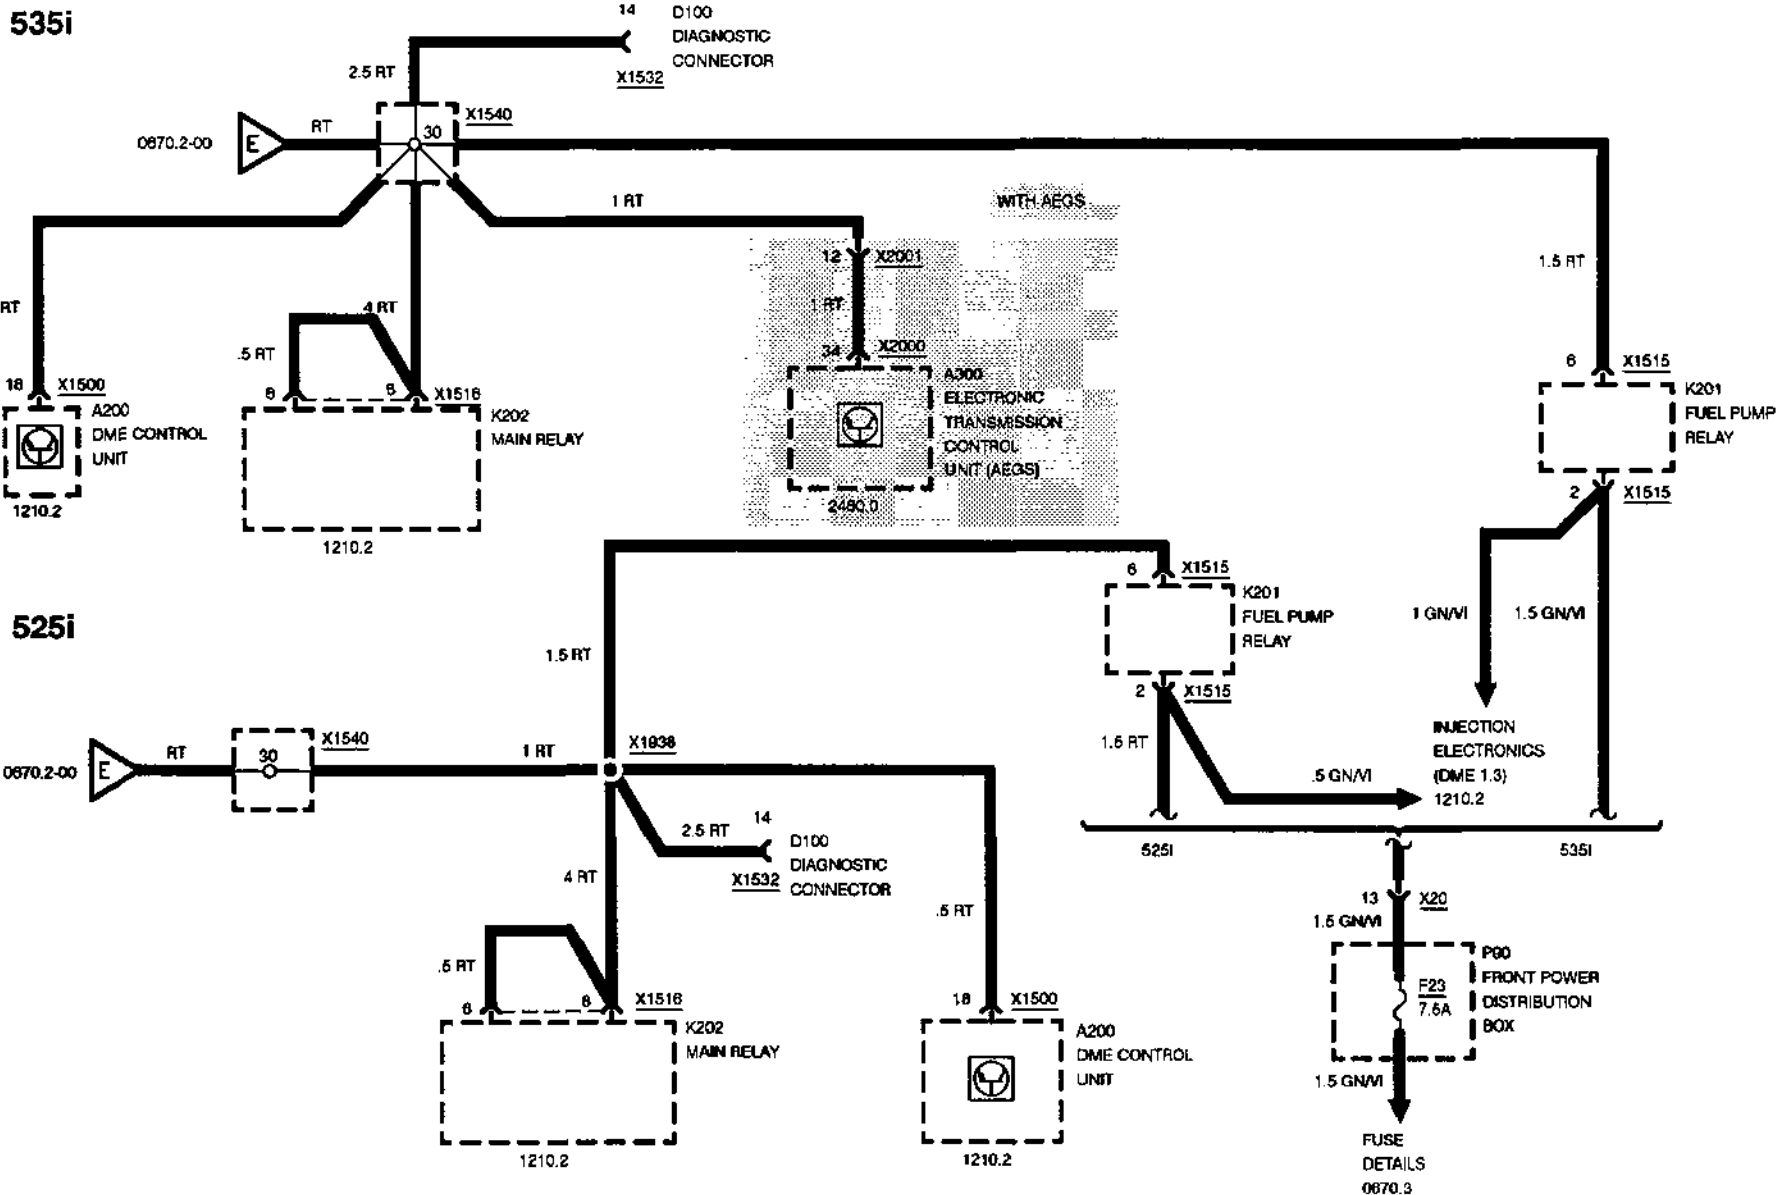 535i
14
D100
DIAGNOSTIC
CONNECTOR
X1532
2.5 RT
X1540
30
RT
E
0670.2-00
1 RT
WITH AEGS
12
X2001
1 RT
34
X2000
A300
ELECTRONIC
TRANSMISSION
CONTROL
UNIT (AEGS)
2460.0
RT
18
X1500
A200
DME CONTROL
UNIT
1210.2
4 RT
.5 RT
6
8
X1516
K202
MAIN RELAY
1210.2
1.5 RT
6
X1515
K201
FUEL PUMP
RELAY
2
X1515
1 GN/VI
1.5 GN/VI
INJECTION
ELECTRONICS
(DME 1.3)
1210.2
525i
6
X1515
K201
FUEL PUMP
RELAY
2
X1515
1.5 RT
1.5 RT
.5 GN/VI
0670.2-00
E
RT
30
X1540
1 RT
X1938
2.5 RT
14
D100
DIAGNOSTIC
CONNECTOR
X1532
4 RT
.5 RT
.5 RT
6
8
X1516
K202
MAIN RELAY
1210.2
18
X1500
A200
DME CONTROL
UNIT
1210.2
525i
535i
13
X20
1.5 GN/VI
P90
FRONT POWER
DISTRIBUTION
BOX
F23
7.5A
1.5 GN/VI
FUSE
DETAILS
0670.3